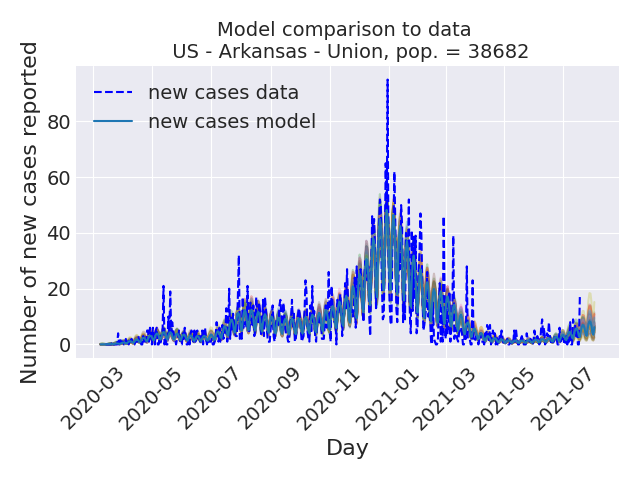 Model comparison to data
US - Arkansas - Union, pop. = 38682
Number of new cases reported
80
60
40
20
0
new cases data
new cases model
2020-03
2020-05
2020-07
2020-09
2020-11
2021-01
2021-03
2021-05
2021-07
Day